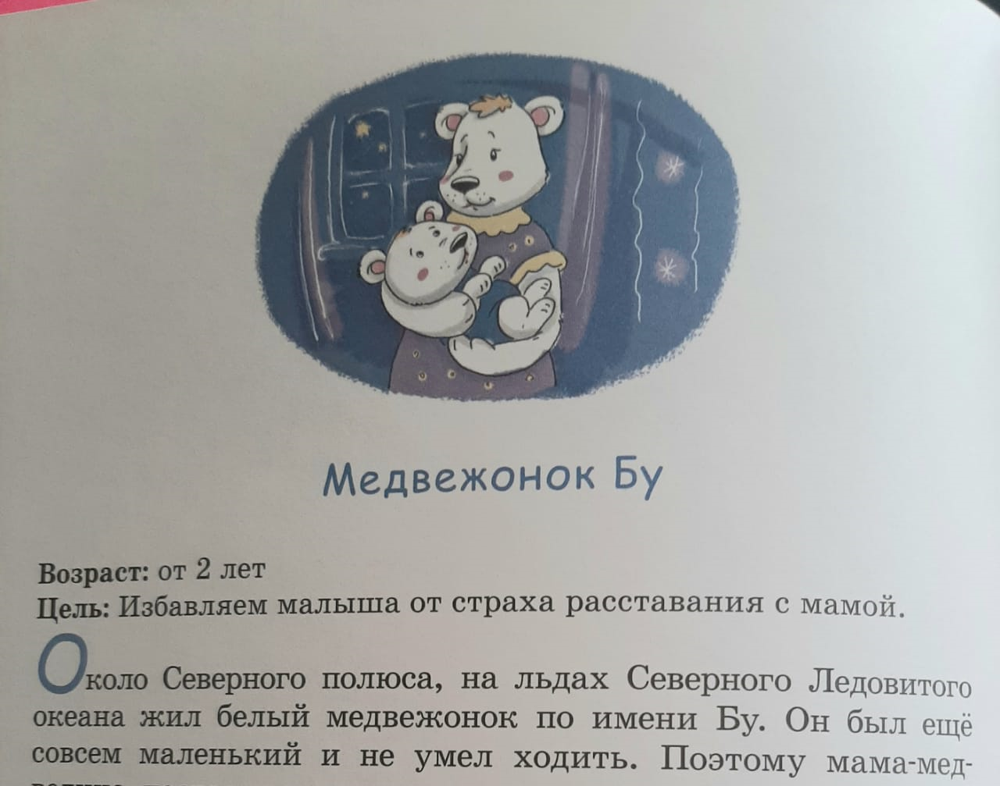 Медвежонок Бу
Возраст: от 2 лет
Цель: Избавляем малыша от страха расставания с мамой.
Около Северного полюса, на льдах Северного Ледовитого
океана жил белый медвежонок по имени Бу. Он был ещё
совсем маленький и не умел ходить. Поэтому мама-мед-